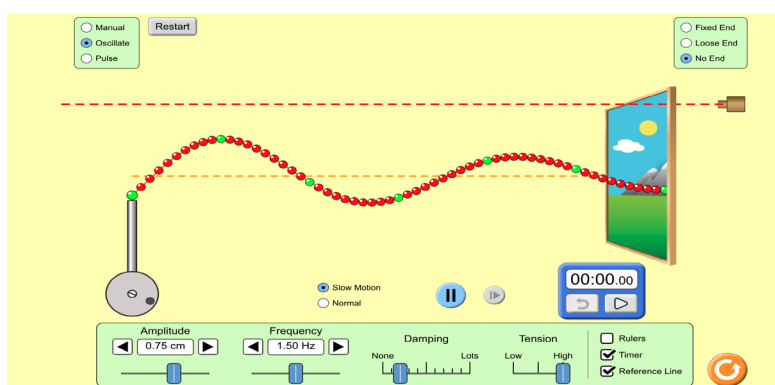 Manual
Oscillate
Pulse
Restart
Fixed End
Loose End
No End
Slow Motion
Normal
00:00.00
Amplitude
0.75 cm
Frequency
1.50 Hz
Damping
None
Lots
Tension
Low
High
Rulers
Timer
Reference Line